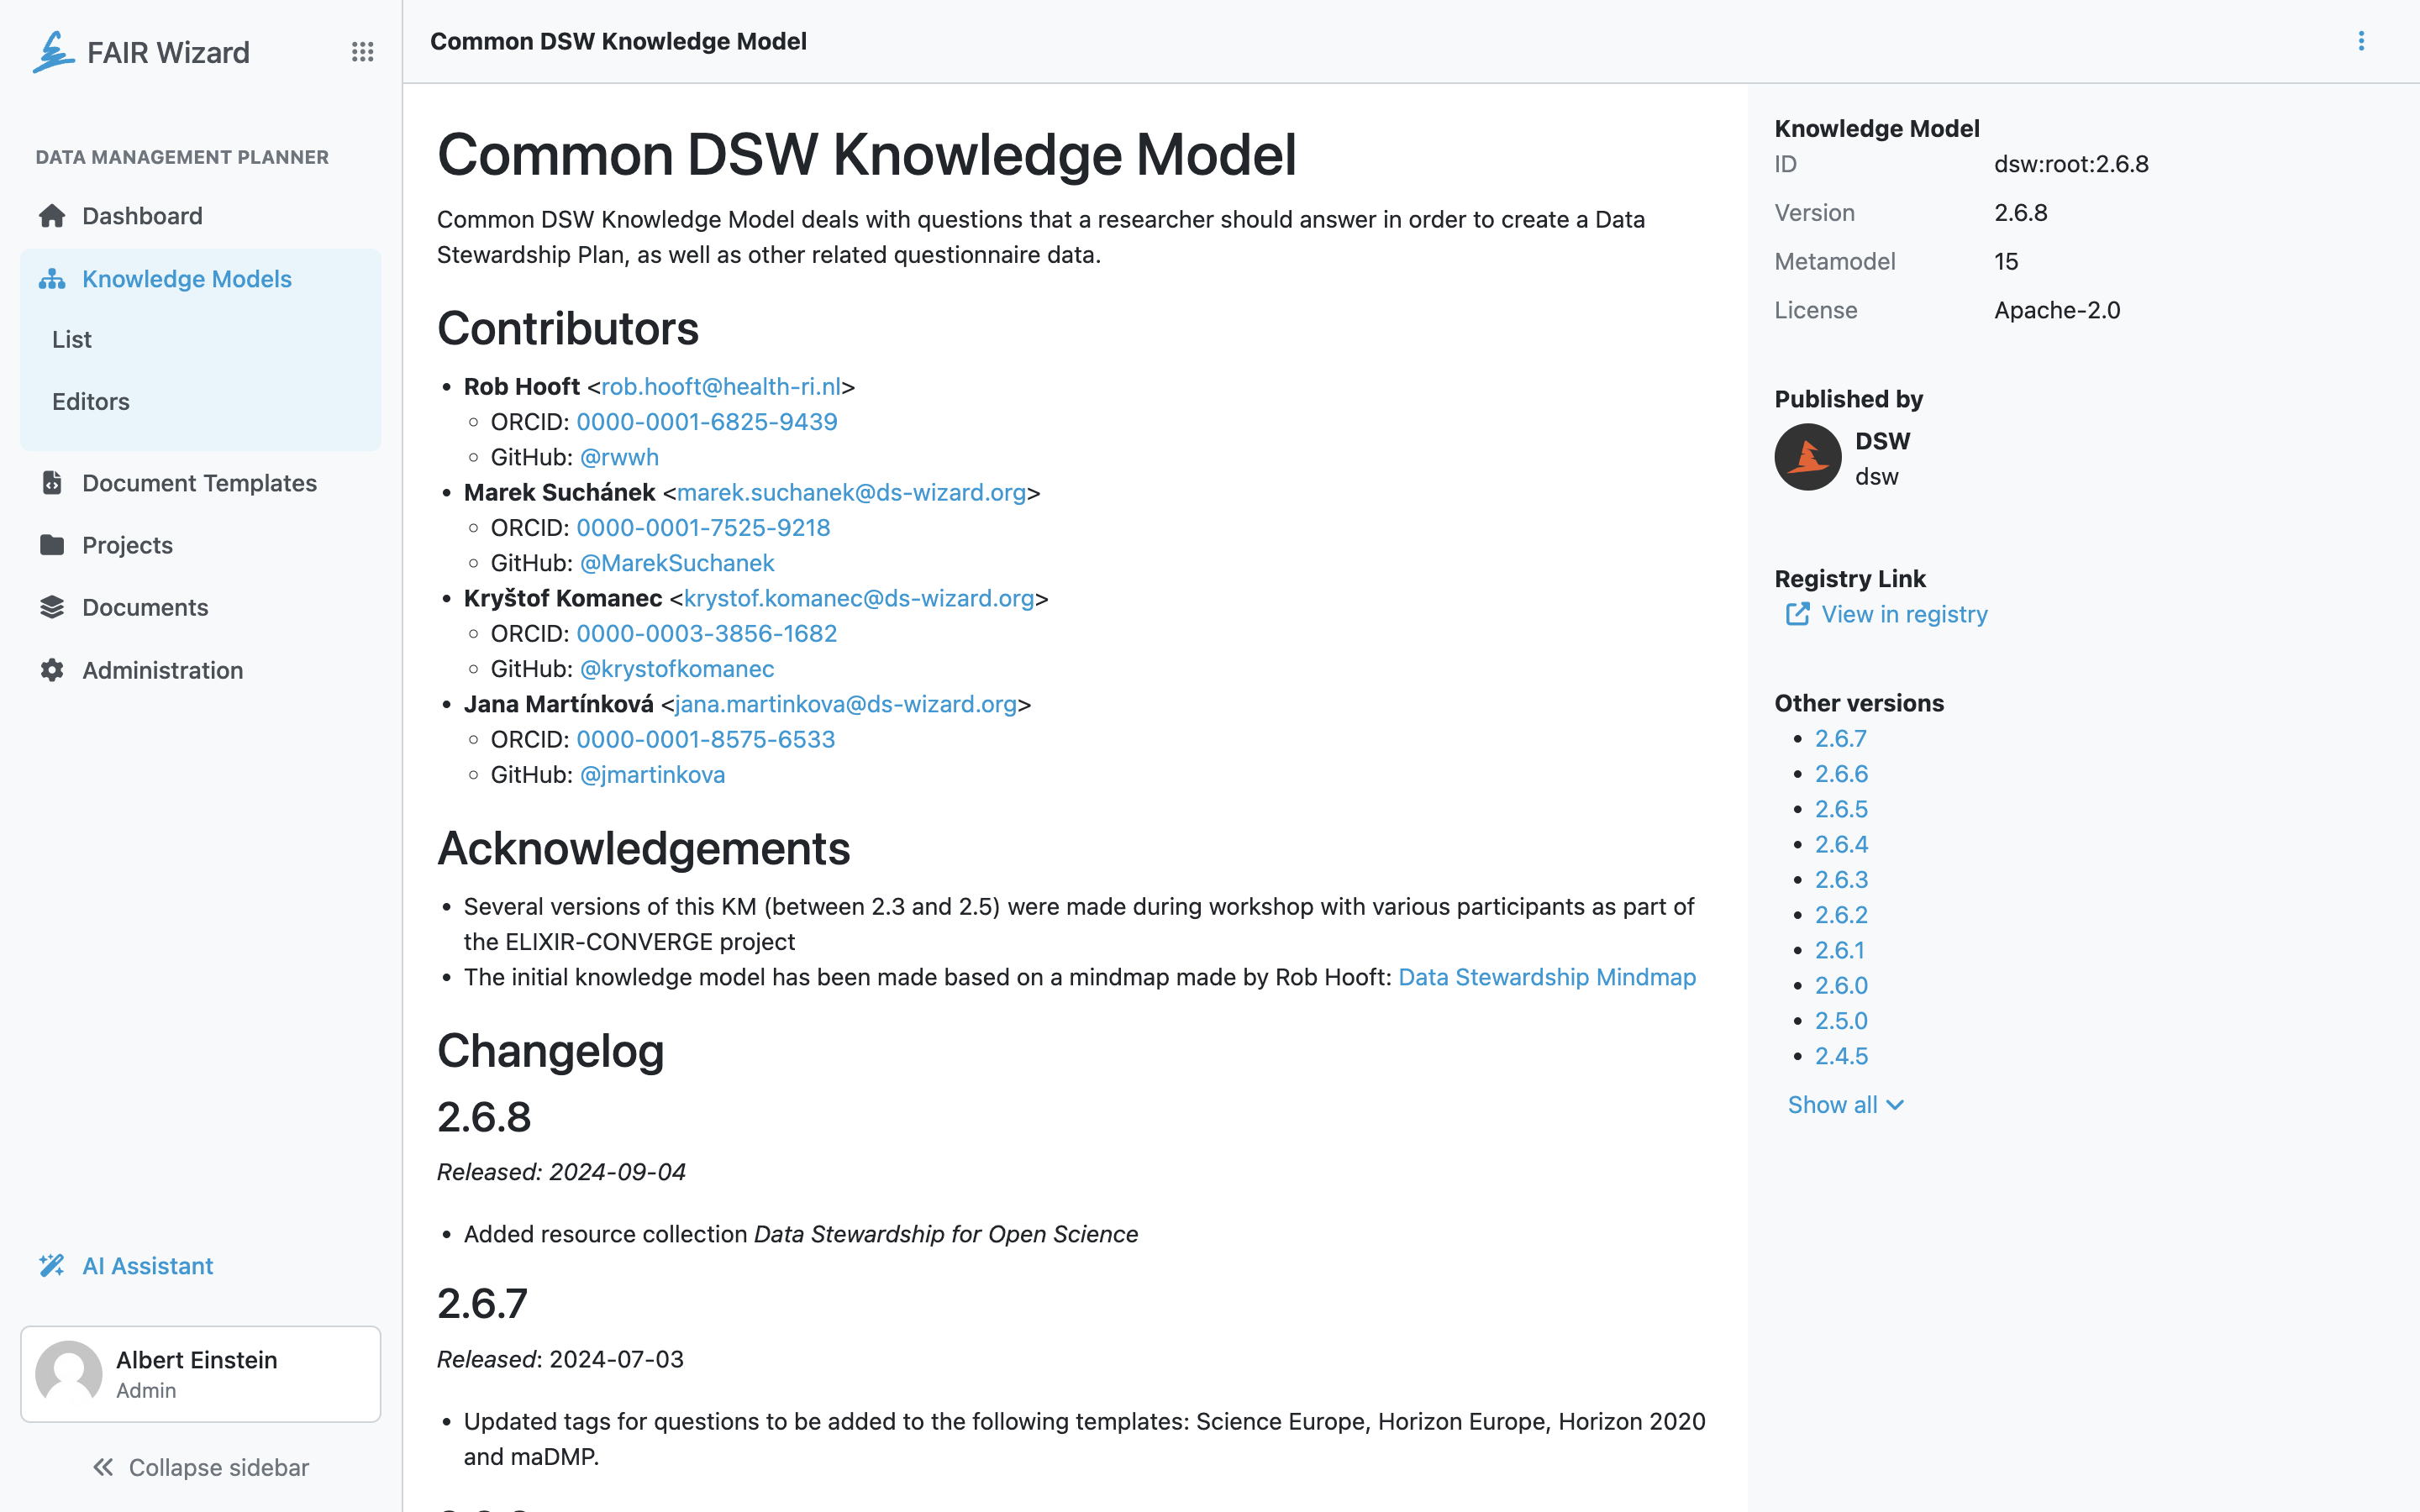 FAIR Wizard
DATA MANAGEMENT PLANNER
Dashboard
Knowledge Models
List
Editors
Document Templates
Projects
Documents
Administration
AI Assistant
Albert Einstein
Admin
Collapse sidebar
Common DSW Knowledge Model
Common DSW Knowledge Model
Common DSW Knowledge Model deals with questions that a researcher should answer in order to create a Data
Stewardship Plan, as well as other related questionnaire data.
Contributors
Rob Hooft <rob.hooft@health-ri.nl>
ORCID: 0000-0001-6825-9439
GitHub: @rwwh
Marek Suchánek <marek.suchanek@ds-wizard.org>
ORCID: 0000-0001-7525-9218
GitHub: @MarekSuchanek
Kryštof Komanec <krystof.komanec@ds-wizard.org>
ORCID: 0000-0003-3856-1682
GitHub: @krystofkomanec
Jana Martínková <jana.martinkova@ds-wizard.org>
ORCID: 0000-0001-8575-6533
GitHub: @jmartinkova
Acknowledgements
Several versions of this KM (between 2.3 and 2.5) were made during workshop with various participants as part of
the ELIXIR-CONVERGE project
The initial knowledge model has been made based on a mindmap made by Rob Hooft: Data Stewardship Mindmap
Changelog
2.6.8
Released: 2024-09-04
Added resource collection Data Stewardship for Open Science
2.6.7
Released: 2024-07-03
Updated tags for questions to be added to the following templates: Science Europe, Horizon Europe, Horizon 2020
and maDMP.
Knowledge Model
ID dsw:root:2.6.8
Version 2.6.8
Metamodel 15
License Apache-2.0
Published by
DSW
dsw
Registry Link
View in registry
Other versions
2.6.7
2.6.6
2.6.5
2.6.4
2.6.3
2.6.2
2.6.1
2.6.0
2.5.0
2.4.5
Show all